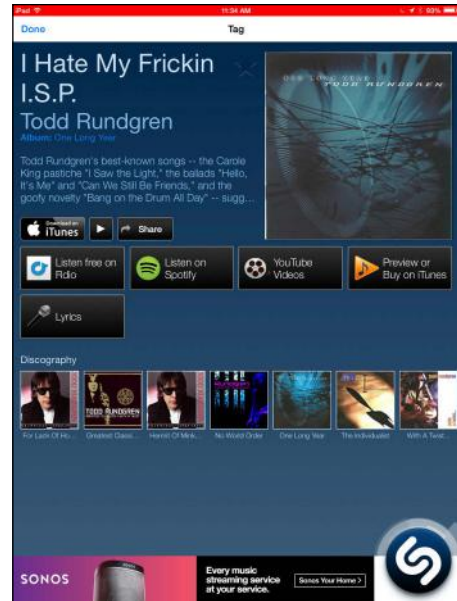 iPad 11:34 AM 93%
Done Tag
I Hate My Frickin
I.S.P.
Todd Rundgren
Album: One Long Year
Todd Rundgren's best-known songs -- the Carole
King pastiche "I Saw the Light," the ballads "Hello,
It's Me" and "Can We Still Be Friends," and the
goofy novelty "Bang on the Drum All Day" -- sugg...
ONE LONG YEAR
TODD RUNDGREN
Download on
iTunes
Share
Listen free on
Rdio
Listen on
Spotify
YouTube
Videos
Preview or
Buy on iTunes
Lyrics
Discography
TODD RUNDGREN
For Lack Of Ho...
Greatest Classi...
Hermit Of Mink...
No World Order
One Long Year
The Individualist
With A Twist...
SONOS
Every music
streaming service
at your service.
Sonos Your Home >